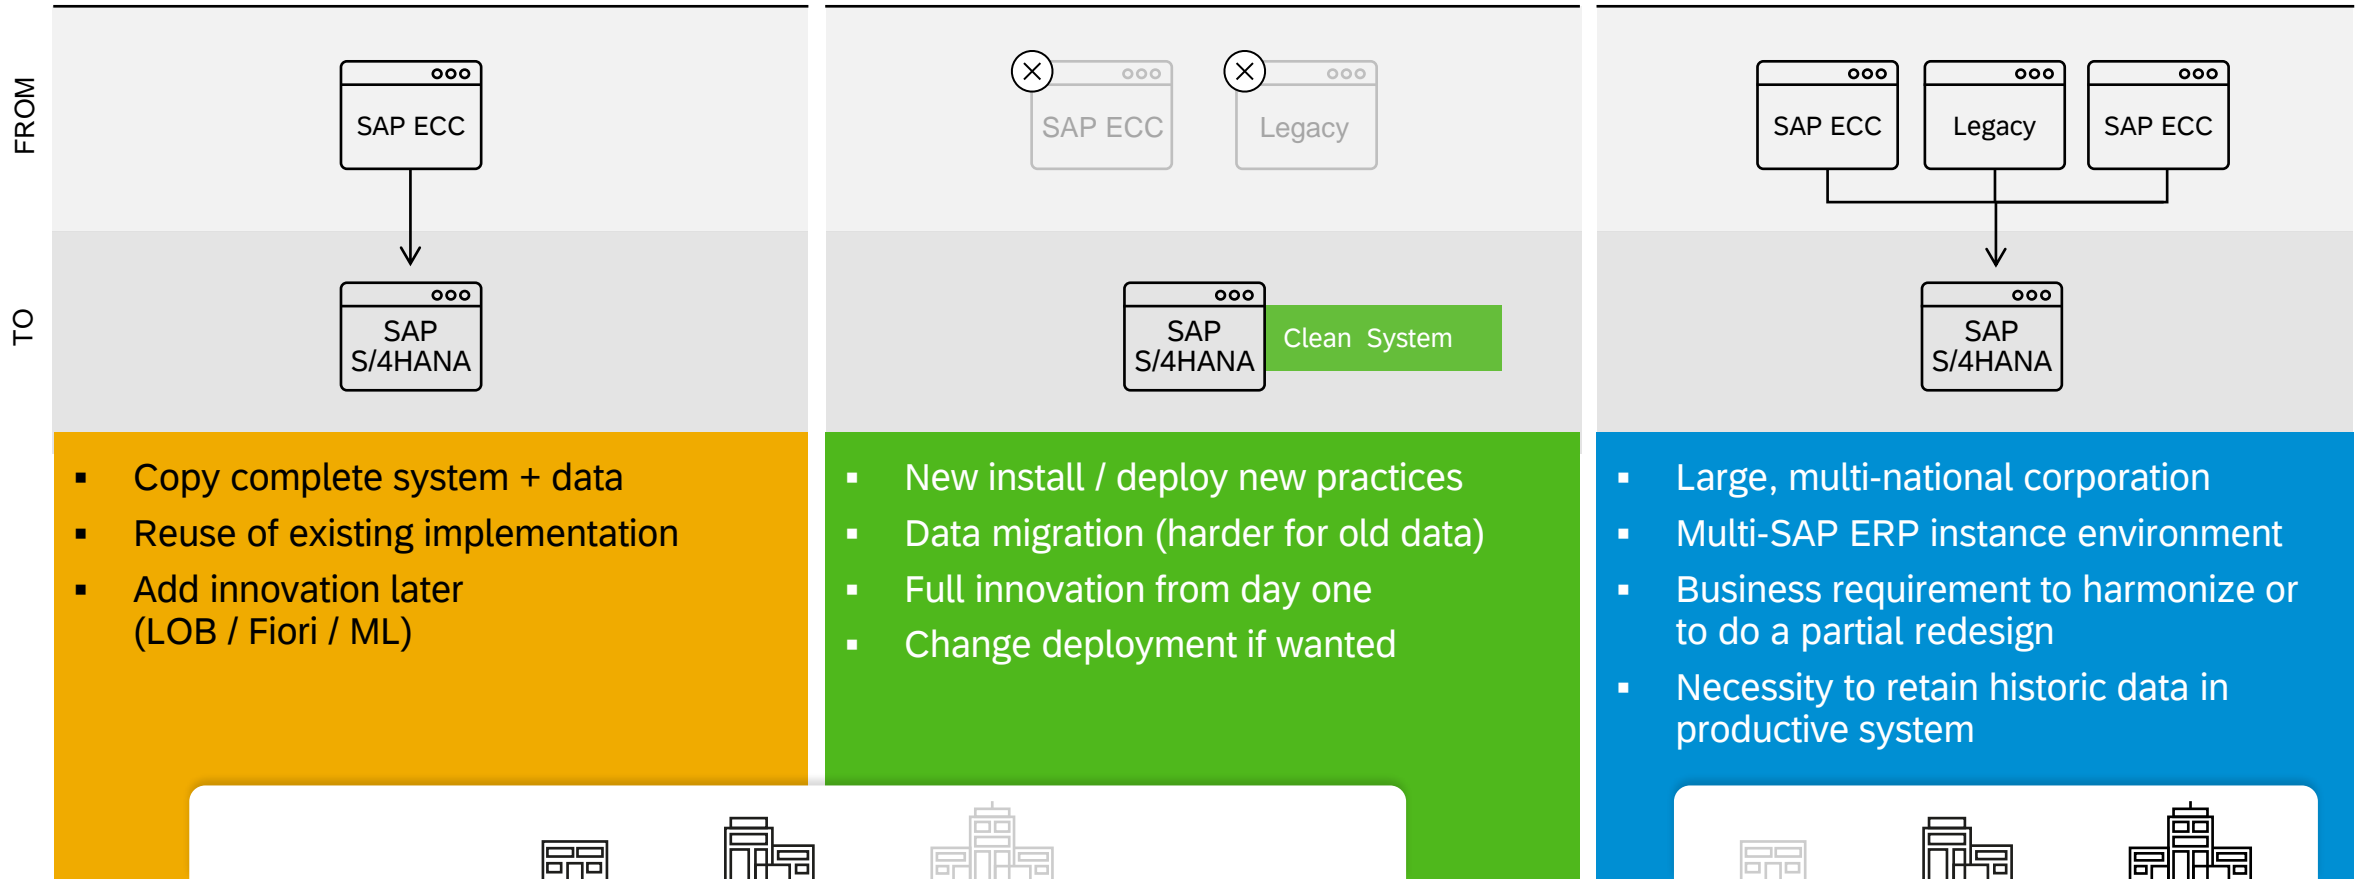 FROM
SAP ECC
SAP ECC
Legacy
SAP ECC
Legacy
SAP ECC
TO
SAP
S/4HANA
SAP
S/4HANA
Clean System
SAP
S/4HANA
▪ Copy complete system + data
▪ Reuse of existing implementation
▪ Add innovation later
(LOB / Fiori / ML)
▪ New install / deploy new practices
▪ Data migration (harder for old data)
▪ Full innovation from day one
▪ Change deployment if wanted
▪ Large, multi-national corporation
▪ Multi-SAP ERP instance environment
▪ Business requirement to harmonize or
to do a partial redesign
▪ Necessity to retain historic data in
productive system